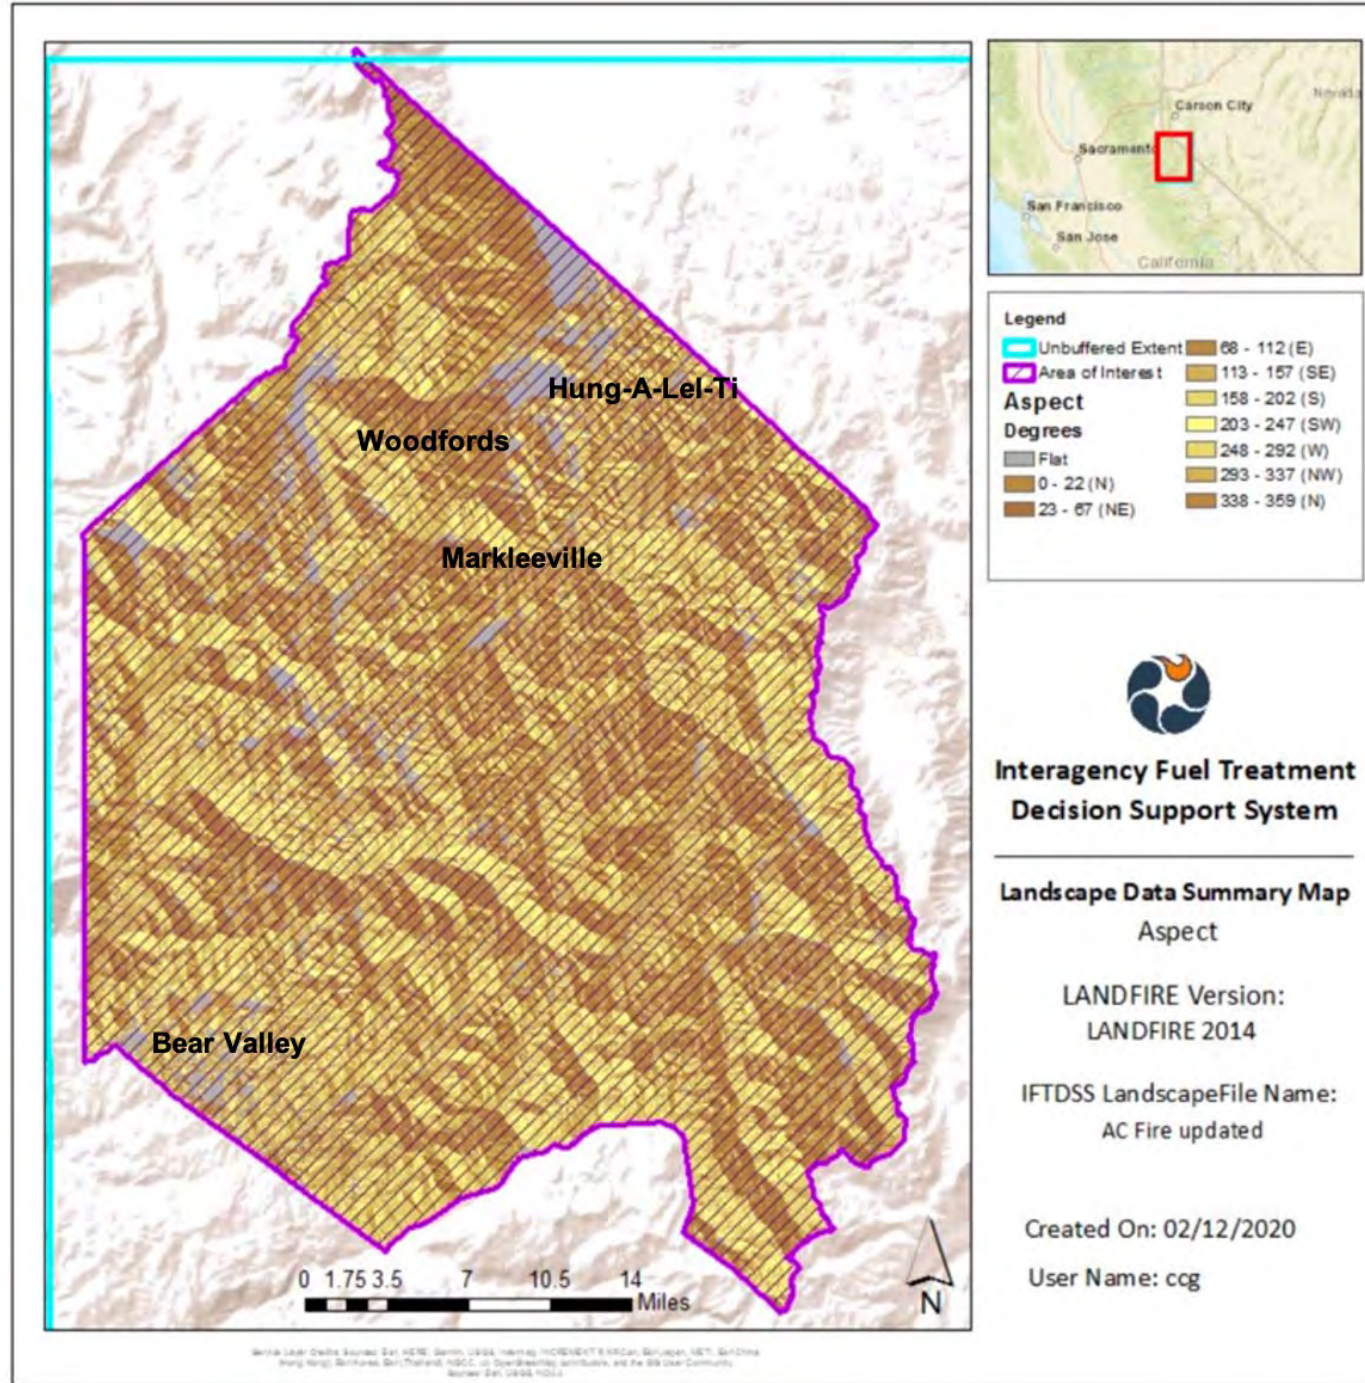 Hung-A-Lel-Ti
Woodfords
Markleeville
Bear Valley
0 1.75 3.5 7 10.5 14
Miles
N
Carson City
Nevada
Sacramento
San Francisco
San Jose
California
Legend
Unbuffered Extent
Area of Interest
Aspect
Degrees
Flat
0 - 22 (N)
23 - 67 (NE)
68 - 112 (E)
113 - 157 (SE)
158 - 202 (S)
203 - 247 (SW)
248 - 292 (W)
293 - 337 (NW)
338 - 359 (N)
Interagency Fuel Treatment
Decision Support System
Landscape Data Summary Map
Aspect
LANDFIRE Version:
LANDFIRE 2014
IFTDSS LandscapeFile Name:
AC Fire updated
Created On: 02/12/2020
User Name: ccg